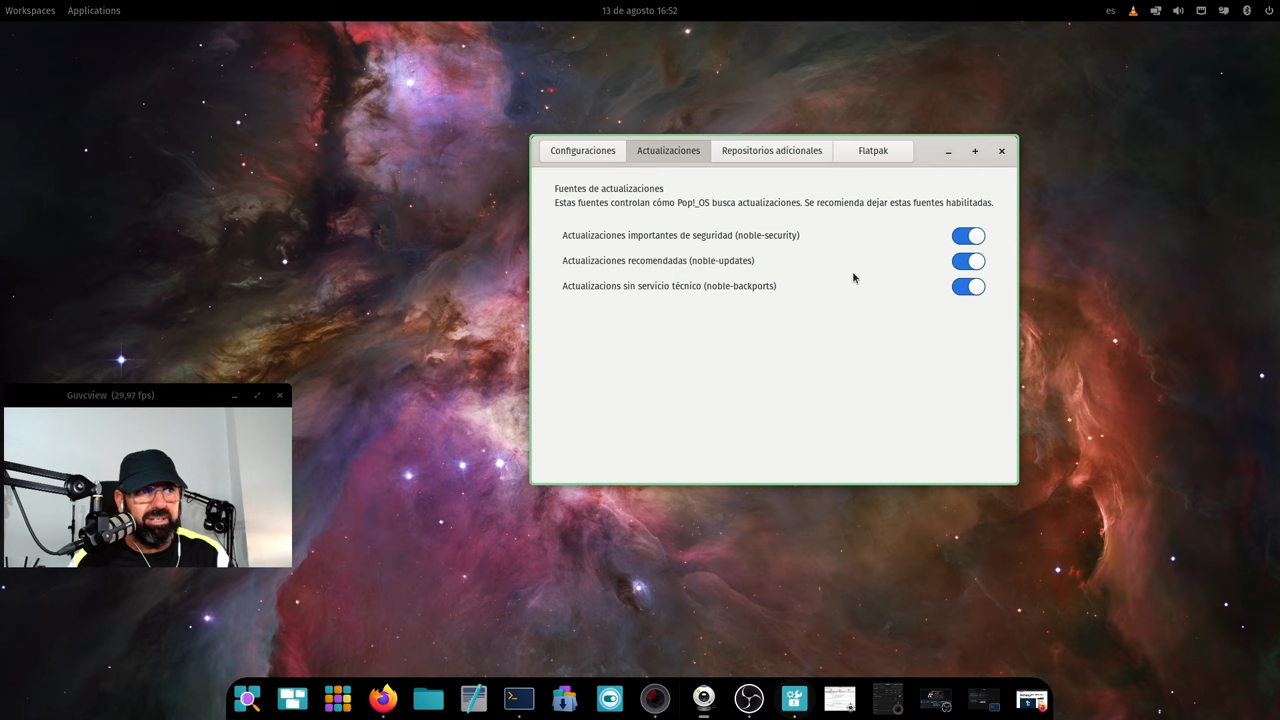 Workspaces Applications 13 de agosto 16:52 es
Configuraciones Actualizaciones Repositorios adicionales Flatpak
Fuentes de actualizaciones
Estas fuentes controlan cómo Pop!_OS busca actualizaciones. Se recomienda dejar estas fuentes habilitadas.
Actualizaciones importantes de seguridad (noble-security)
Actualizaciones recomendadas (noble-updates)
Actualizacions sin servicio técnico (noble-backports)
Guvcview (29,97 fps)